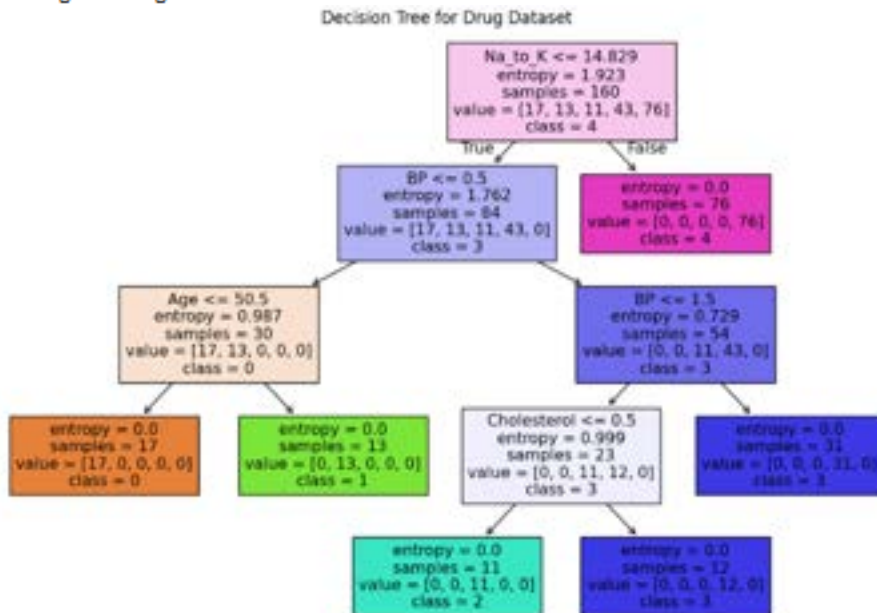 Decision Tree for Drug Dataset
Na_to_K <= 14.829
entropy = 1.923
samples = 160
value = [17, 13, 11, 43, 76]
class = 4
True
False
BP <= 0.5
entropy = 1.762
samples = 84
value = [17, 13, 11, 43, 0]
class = 3
entropy = 0.0
samples = 76
value = [0, 0, 0, 0, 76]
class = 4
Age <= 50.5
entropy = 0.987
samples = 30
value = [17, 13, 0, 0, 0]
class = 0
BP <= 1.5
entropy = 0.729
samples = 54
value = [0, 0, 11, 43, 0]
class = 3
entropy = 0.0
samples = 17
value = [17, 0, 0, 0, 0]
class = 0
entropy = 0.0
samples = 13
value = [0, 13, 0, 0, 0]
class = 1
Cholesterol <= 0.5
entropy = 0.999
samples = 23
value = [0, 0, 11, 12, 0]
class = 3
entropy = 0.0
samples = 31
value = [0, 0, 0, 31, 0]
class = 3
entropy = 0.0
samples = 11
value = [0, 0, 11, 0, 0]
class = 2
entropy = 0.0
samples = 12
value = [0, 0, 0, 12, 0]
class = 3